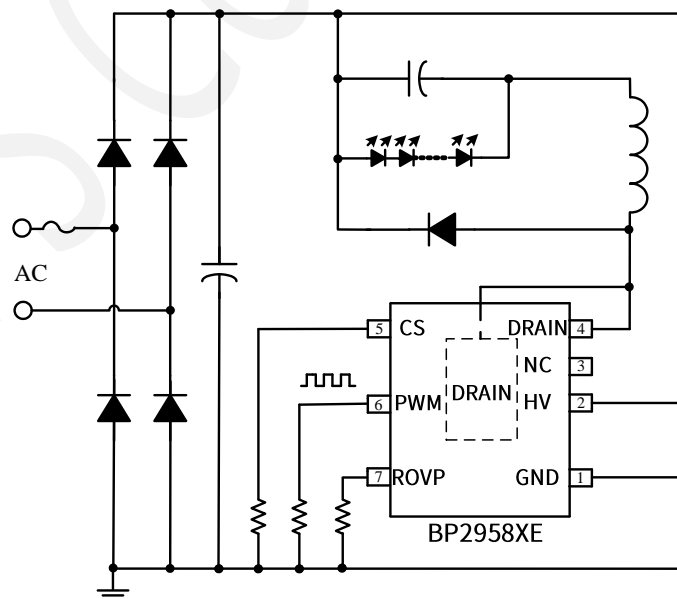 AC
5 CS DRAIN 4
NC 3
DRAIN
6 PWM HV 2
7 ROVP GND 1
BP2958XE